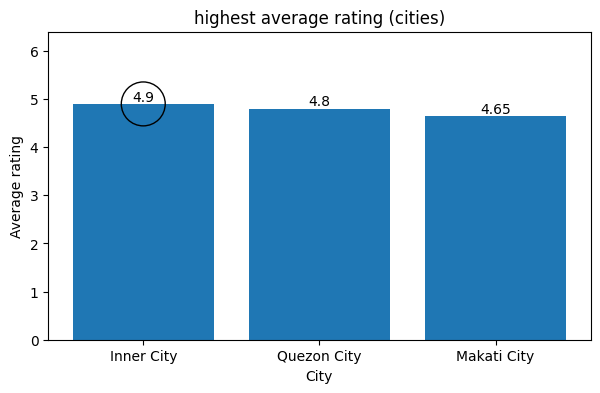 highest average rating (cities)
Average rating
6
5
4
3
2
1
0
4.9
4.8
4.65
Inner City
Quezon City
Makati City
City